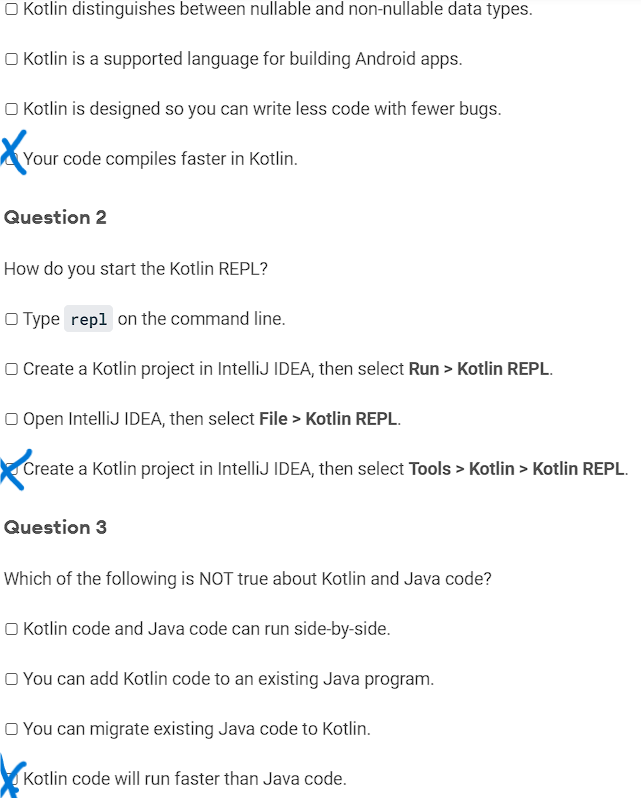 Kotlin distinguishes between nullable and non-nullable data types.
Kotlin is a supported language for building Android apps.
Kotlin is designed so you can write less code with fewer bugs.
Your code compiles faster in Kotlin.
Question 2
How do you start the Kotlin REPL?
Type repl on the command line.
Create a Kotlin project in IntelliJ IDEA, then select Run > Kotlin REPL.
Open IntelliJ IDEA, then select File > Kotlin REPL.
Create a Kotlin project in IntelliJ IDEA, then select Tools > Kotlin > Kotlin REPL.
Question 3
Which of the following is NOT true about Kotlin and Java code?
Kotlin code and Java code can run side-by-side.
You can add Kotlin code to an existing Java program.
You can migrate existing Java code to Kotlin.
Kotlin code will run faster than Java code.